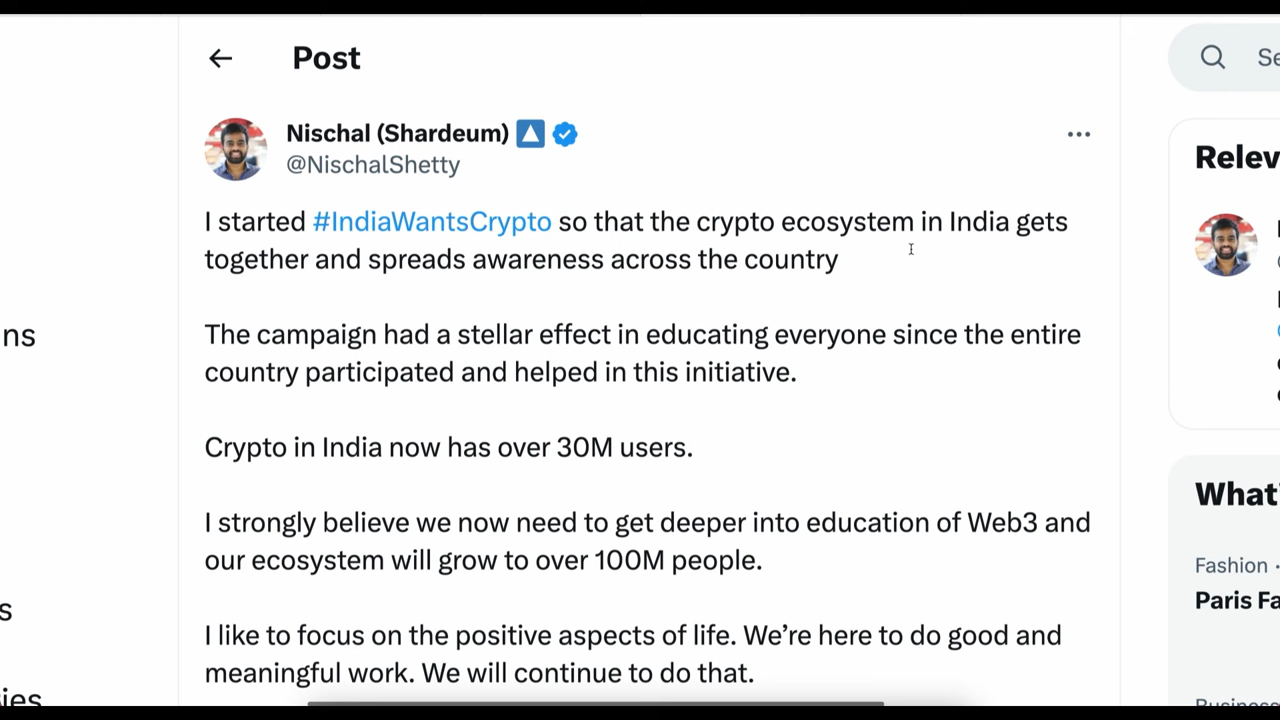 Post
Nischal (Shardeum)
@NischalShetty
I started #IndiaWantsCrypto so that the crypto ecosystem in India gets
together and spreads awareness across the country
The campaign had a stellar effect in educating everyone since the entire
country participated and helped in this initiative.
Crypto in India now has over 30M users.
I strongly believe we now need to get deeper into education of Web3 and
our ecosystem will grow to over 100M people.
I like to focus on the positive aspects of life. We’re here to do good and
meaningful work. We will continue to do that.
ns
s
ies
Se
Relev
What'
Fashion ·
Paris Fa